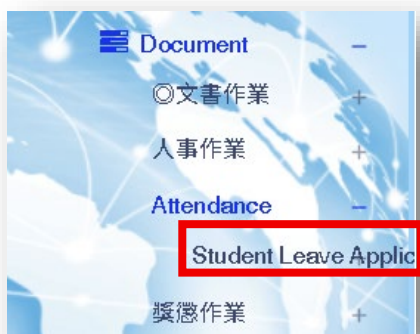 Document −
◎文書作業 +
人事作業 +
Attendance −
Student Leave Applic
獎懲作業 +